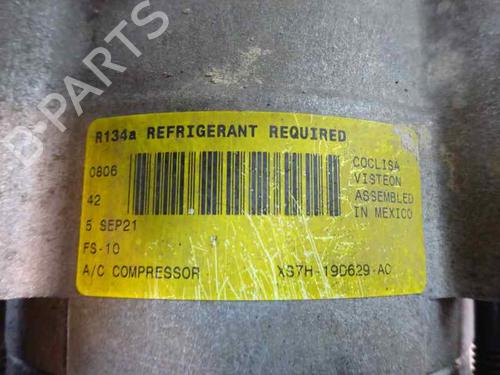 B-PARTS
R134a REFRIGERANT REQUIRED
0806
42
5 SEP21
FS-10
A/C COMPRESSOR
COCLISA
VISTEON
ASSEMBLED
IN MEXICO
XS7H-19D629-AC